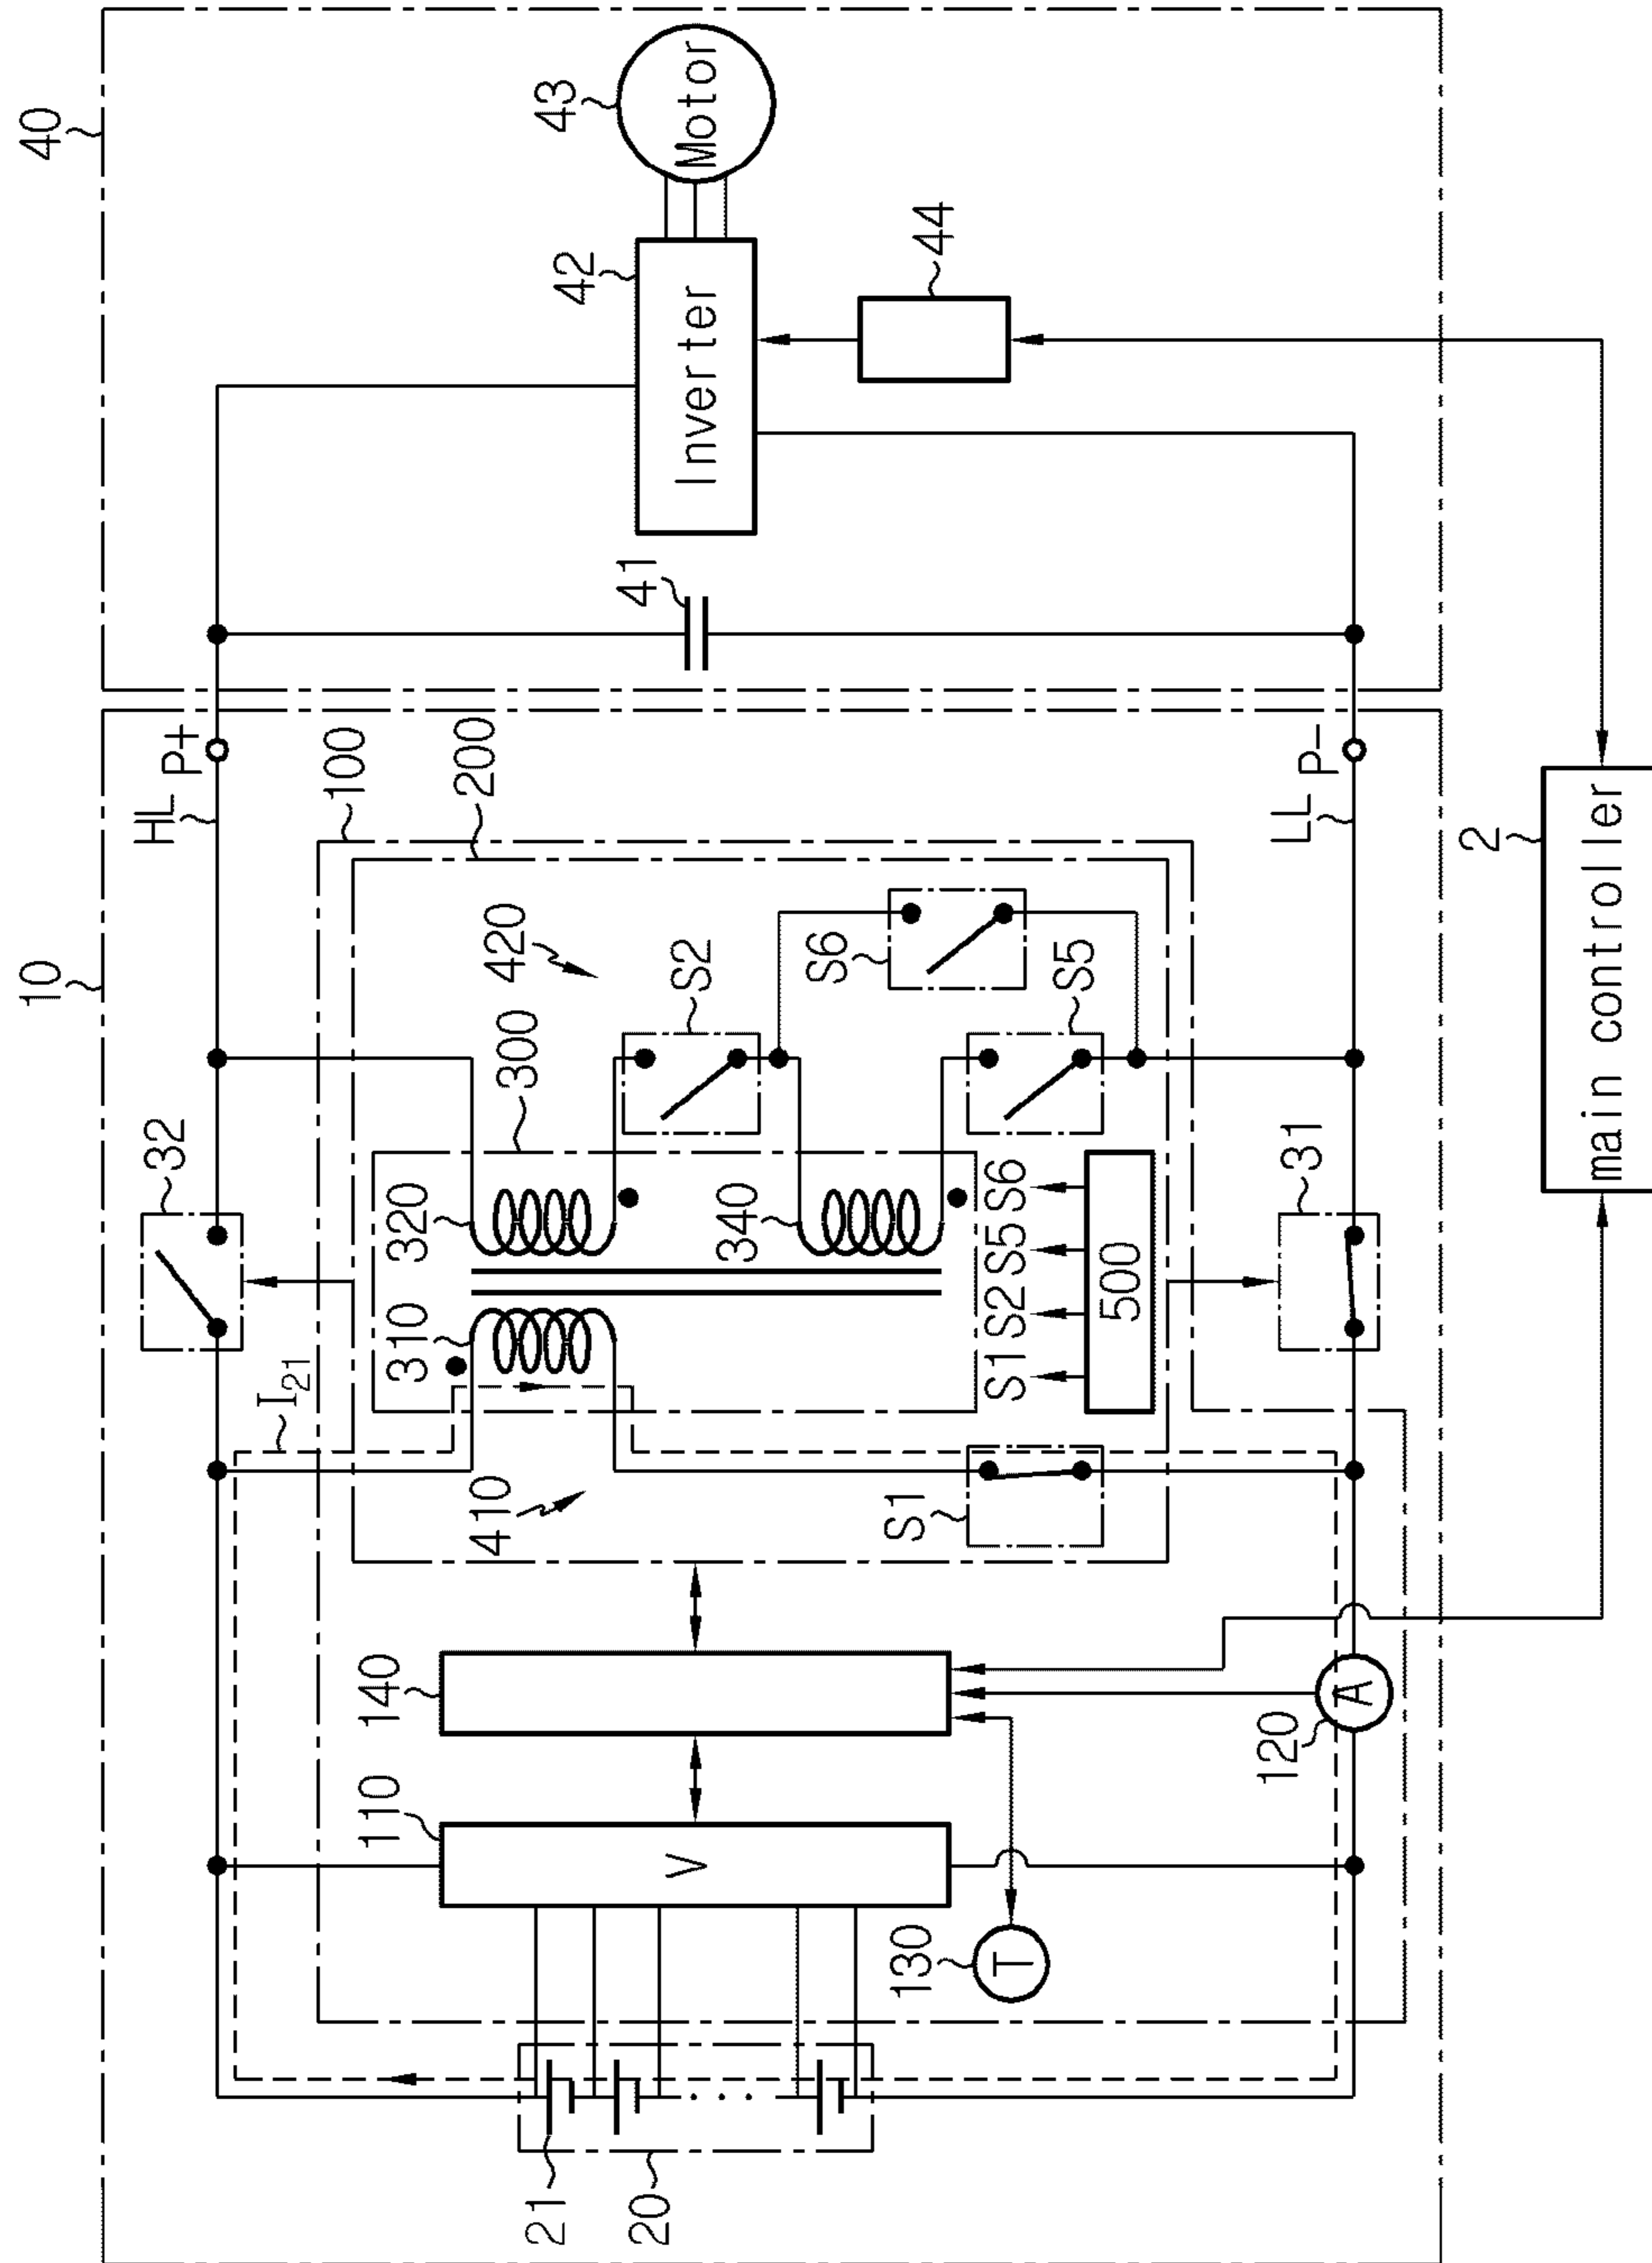 40
43
Motor
42
Inverter
44
41
10
HL
P+
100
200
LL
P-
2
main controller
420
S2
S6
S5
300
32
320
340
310
S1 S2 S5 S6
500
31
I21
410
S1
140
110
V
120
A
130
T
21
20